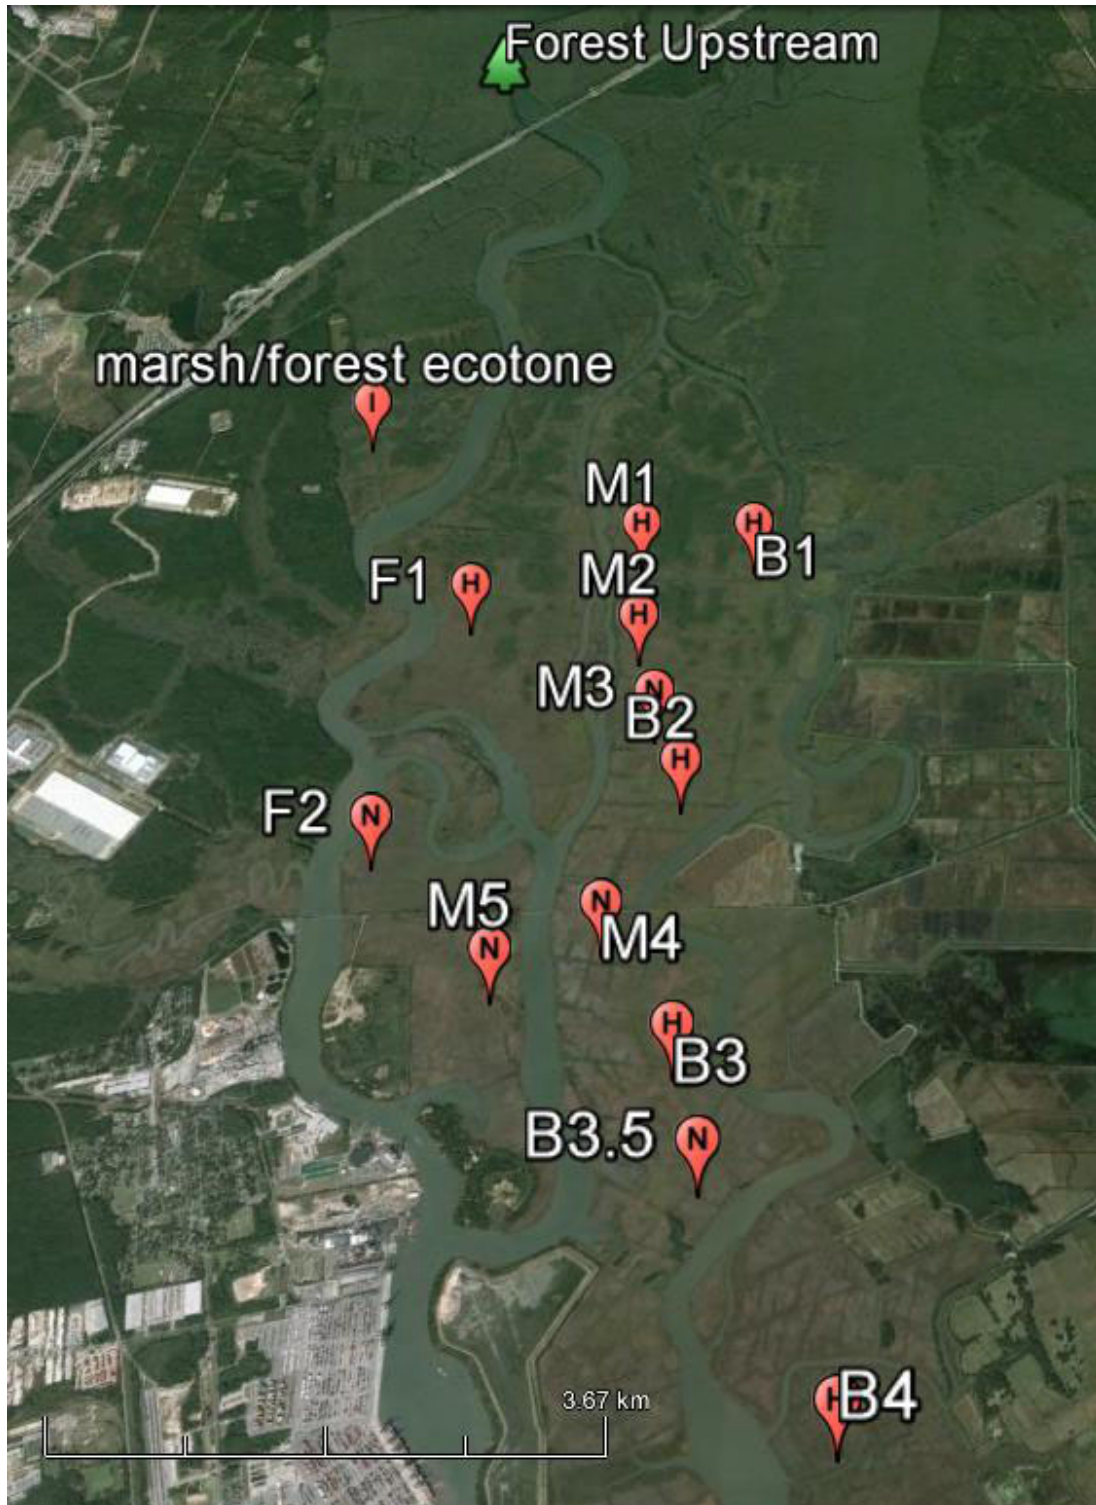 Forest Upstream
marsh/forest ecotone
I
M1
H
H
B1
M2
F1
H
H
M3
N
B2
H
F2
N
M5
N
M4
N
H
B3
B3.5
N
3.67 km
H
B4